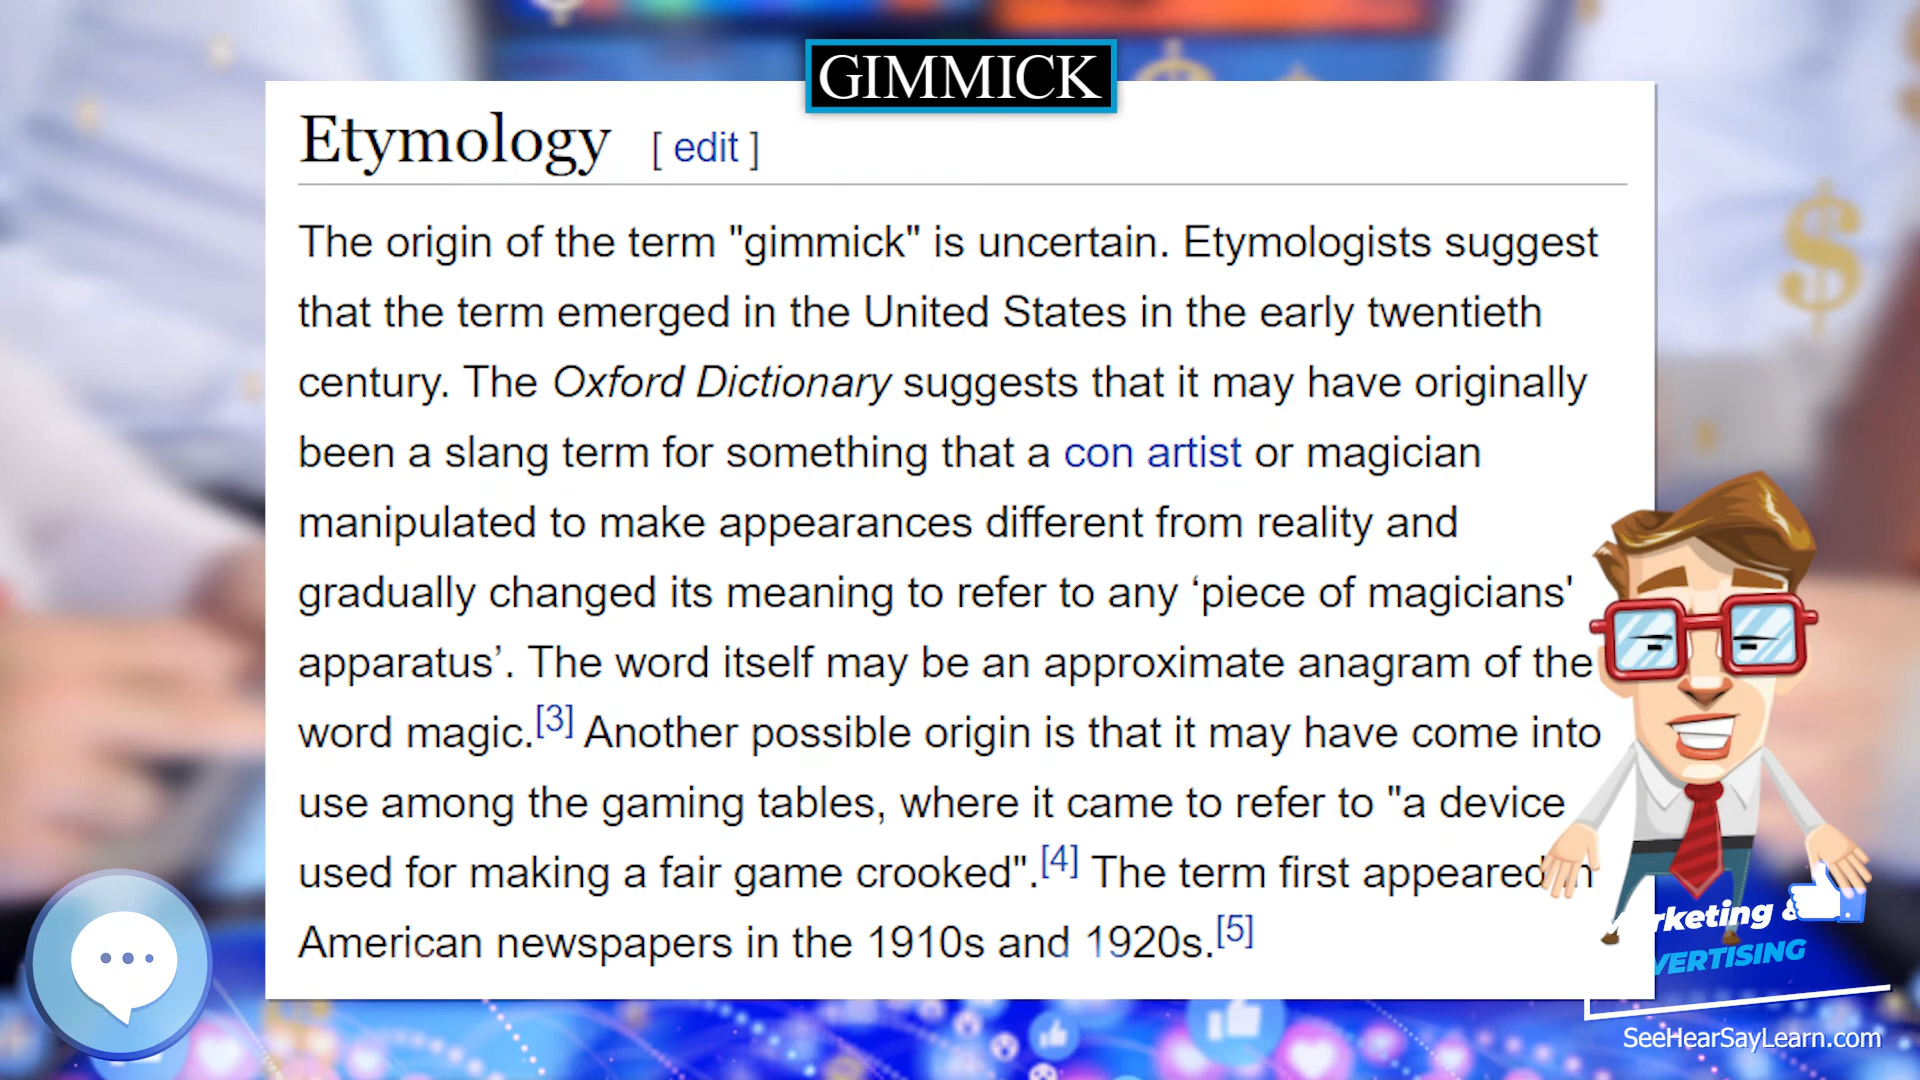 GIMMICK
Etymology [ edit ]
The origin of the term "gimmick" is uncertain. Etymologists suggest
that the term emerged in the United States in the early twentieth
century. The Oxford Dictionary suggests that it may have originally
been a slang term for something that a con artist or magician
manipulated to make appearances different from reality and
gradually changed its meaning to refer to any ‘piece of magicians'
apparatus’. The word itself may be an approximate anagram of the
word magic.[3] Another possible origin is that it may have come into
use among the gaming tables, where it came to refer to "a device
used for making a fair game crooked".[4] The term first appeared
American newspapers in the 1910s and 1920s.[5]
&
SeeHearSayLearn.com